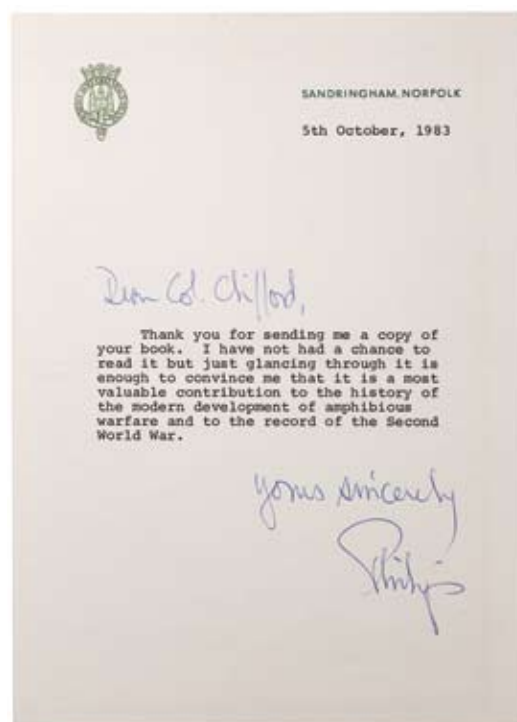 SANDRINGHAM, NORFOLK
5th October, 1983
Dear Col. Clifford,
Thank you for sending me a copy of
your book. I have not had a chance to
read it but just glancing through it is
enough to convince me that it is a most
valuable contribution to the history of
the modern development of amphibious
warfare and to the record of the Second
World War.
Yours sincerely
Philip